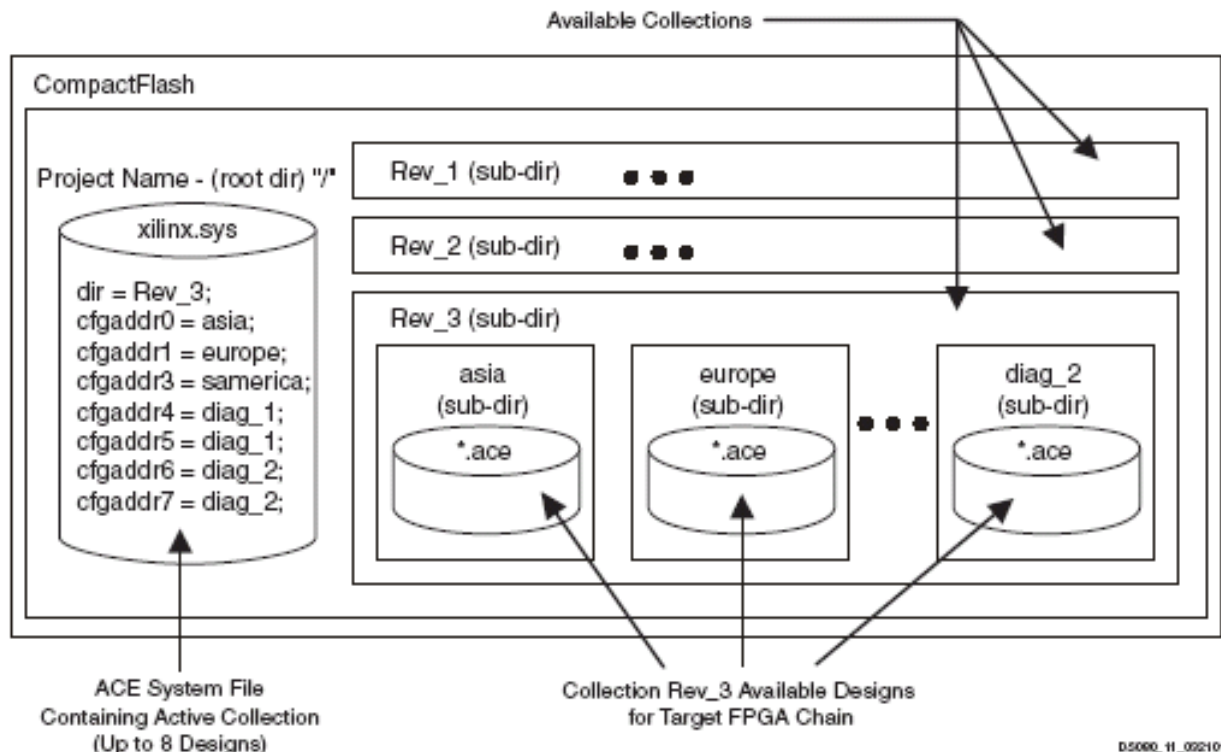 Available Collections
CompactFlash
Project Name - (root dir) "/"
xilinx.sys
dir = Rev_3;
cfgaddr0 = asia;
cfgaddr1 = europe;
cfgaddr3 = samerica;
cfgaddr4 = diag_1;
cfgaddr5 = diag_1;
cfgaddr6 = diag_2;
cfgaddr7 = diag_2;
Rev_1 (sub-dir)
Rev_2 (sub-dir)
Rev_3 (sub-dir)
asia
(sub-dir)
*.ace
europe
(sub-dir)
*.ace
diag_2
(sub-dir)
*.ace
ACE System File
Containing Active Collection
(Up to 8 Designs)
Collection Rev_3 Available Designs
for Target FPGA Chain